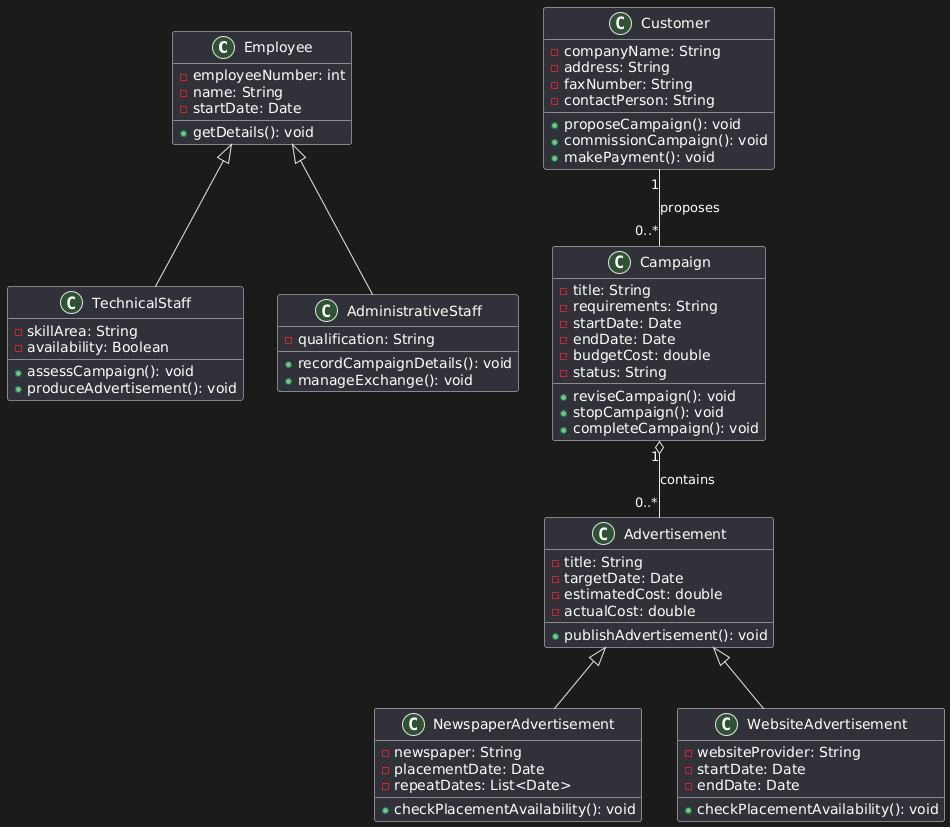 C Employee
employeeNumber: int
name: String
startDate: Date
getDetails(): void
C Customer
companyName: String
address: String
faxNumber: String
contactPerson: String
proposeCampaign(): void
commissionCampaign(): void
makePayment(): void
1
proposes
0..*
C TechnicalStaff
skillArea: String
availability: Boolean
assessCampaign(): void
produceAdvertisement(): void
C AdministrativeStaff
qualification: String
recordCampaignDetails(): void
manageExchange(): void
C Campaign
title: String
requirements: String
startDate: Date
endDate: Date
budgetCost: double
status: String
reviseCampaign(): void
stopCampaign(): void
completeCampaign(): void
1
contains
0..*
C Advertisement
title: String
targetDate: Date
estimatedCost: double
actualCost: double
publishAdvertisement(): void
C NewspaperAdvertisement
newspaper: String
placementDate: Date
repeatDates: List<Date>
checkPlacementAvailability(): void
C WebsiteAdvertisement
websiteProvider: String
startDate: Date
endDate: Date
checkPlacementAvailability(): void